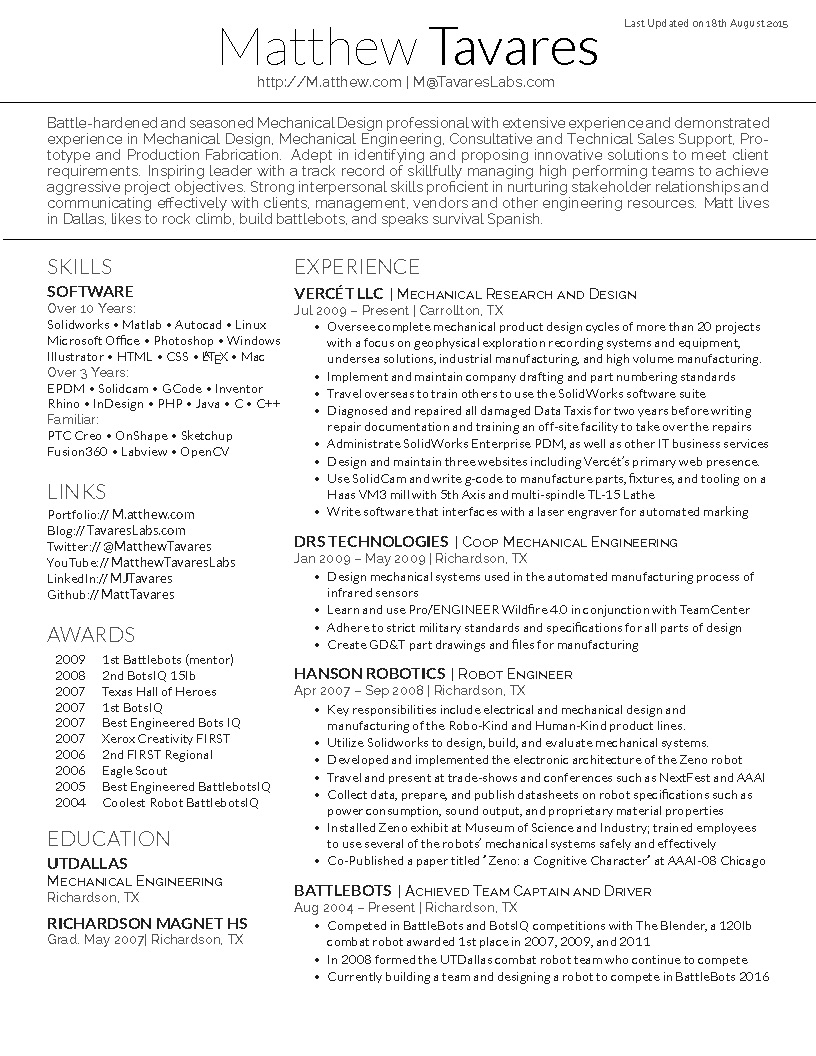 Last Updated on 18th August 2015
Matthew Tavares
http://M.atthew.com | M@TavaresLabs.com
Battle-hardened and seasoned Mechanical Design professional with extensive experience and demonstrated
experience in Mechanical Design, Mechanical Engineering, Consultative and Technical Sales Support, Pro-
totype and Production Fabrication. Adept in identifying and proposing innovative solutions to meet client
requirements. Inspiring leader with a track record of skillfully managing high performing teams to achieve
aggressive project objectives. Strong interpersonal skills proficient in nurturing stakeholder relationships and
communicating effectively with clients, management, vendors and other engineering resources. Matt lives
in Dallas, likes to rock climb, build battlebots, and speaks survival Spanish.
SKILLS
SOFTWARE
Over 10 Years:
Solidworks • Matlab • Autocad • Linux
Microsoft Office • Photoshop • Windows
Illustrator • HTML • CSS • LATEX • Mac
Over 3 Years:
EPDM • Solidcam • GCode • Inventor
Rhino • InDesign • PHP • Java • C • C++
Familiar:
PTC Creo • OnShape • Sketchup
Fusion360 • Labview • OpenCV
LINKS
Portfolio:// M.atthew.com
Blog:// TavaresLabs.com
Twitter:// @MatthewTavares
YouTube:// MatthewTavaresLabs
LinkedIn:// MJTavares
Github:// MattTavares
AWARDS
2009 1st Battlebots (mentor)
2008 2nd BotsIQ 15lb
2007 Texas Hall of Heroes
2007 1st BotsIQ
2007 Best Engineered Bots IQ
2007 Xerox Creativity FIRST
2006 2nd FIRST Regional
2006 Eagle Scout
2005 Best Engineered BattlebotsIQ
2004 Coolest Robot BattlebotsIQ
EDUCATION
UTDALLAS
Mechanical Engineering
Richardson, TX
RICHARDSON MAGNET HS
Grad. May 2007| Richardson, TX
EXPERIENCE
VERCÉT LLC | Mechanical Research and Design
Jul 2009 – Present | Carrollton, TX
• Oversee complete mechanical product design cycles of more than 20 projects
with a focus on geophysical exploration recording systems and equipment,
undersea solutions, industrial manufacturing, and high volume manufacturing.
• Implement and maintain company drafting and part numbering standards
• Travel overseas to train others to use the SolidWorks software suite
• Diagnosed and repaired all damaged Data Taxis for two years before writing
repair documentation and training an off-site facility to take over the repairs
• Administrate SolidWorks Enterprise PDM, as well as other IT business services
• Design and maintain three websites including Vercét's primary web presence.
• Use SolidCam and write g-code to manufacture parts, fixtures, and tooling on a
Haas VM3 mill with 5th Axis and multi-spindle TL-15 Lathe
• Write software that interfaces with a laser engraver for automated marking
DRS TECHNOLOGIES | Coop Mechanical Engineering
Jan 2009 – May 2009 | Richardson, TX
• Design mechanical systems used in the automated manufacturing process of
infrared sensors
• Learn and use Pro/ENGINEER Wildfire 4.0 in conjunction with TeamCenter
• Adhere to strict military standards and specifications for all parts of design
• Create GD&T part drawings and files for manufacturing
HANSON ROBOTICS | Robot Engineer
Apr 2007 – Sep 2008 | Richardson, TX
• Key responsibilities include electrical and mechanical design and
manufacturing of the Robo-Kind and Human-Kind product lines.
• Utilize Solidworks to design, build, and evaluate mechanical systems.
• Developed and implemented the electronic architecture of the Zeno robot
• Travel and present at trade-shows and conferences such as NextFest and AAAI
• Collect data, prepare, and publish datasheets on robot specifications such as
power consumption, sound output, and proprietary material properties
• Installed Zeno exhibit at Museum of Science and Industry; trained employees
to use several of the robots' mechanical systems safely and effectively
• Co-Published a paper titled "Zeno: a Cognitive Character" at AAAI-08 Chicago
BATTLEBOTS | Achieved Team Captain and Driver
Aug 2004 – Present | Richardson, TX
• Competed in BattleBots and BotsIQ competitions with The Blender, a 120lb
combat robot awarded 1st place in 2007, 2009, and 2011
• In 2008 formed the UTDallas combat robot team who continue to compete
• Currently building a team and designing a robot to compete in BattleBots 2016